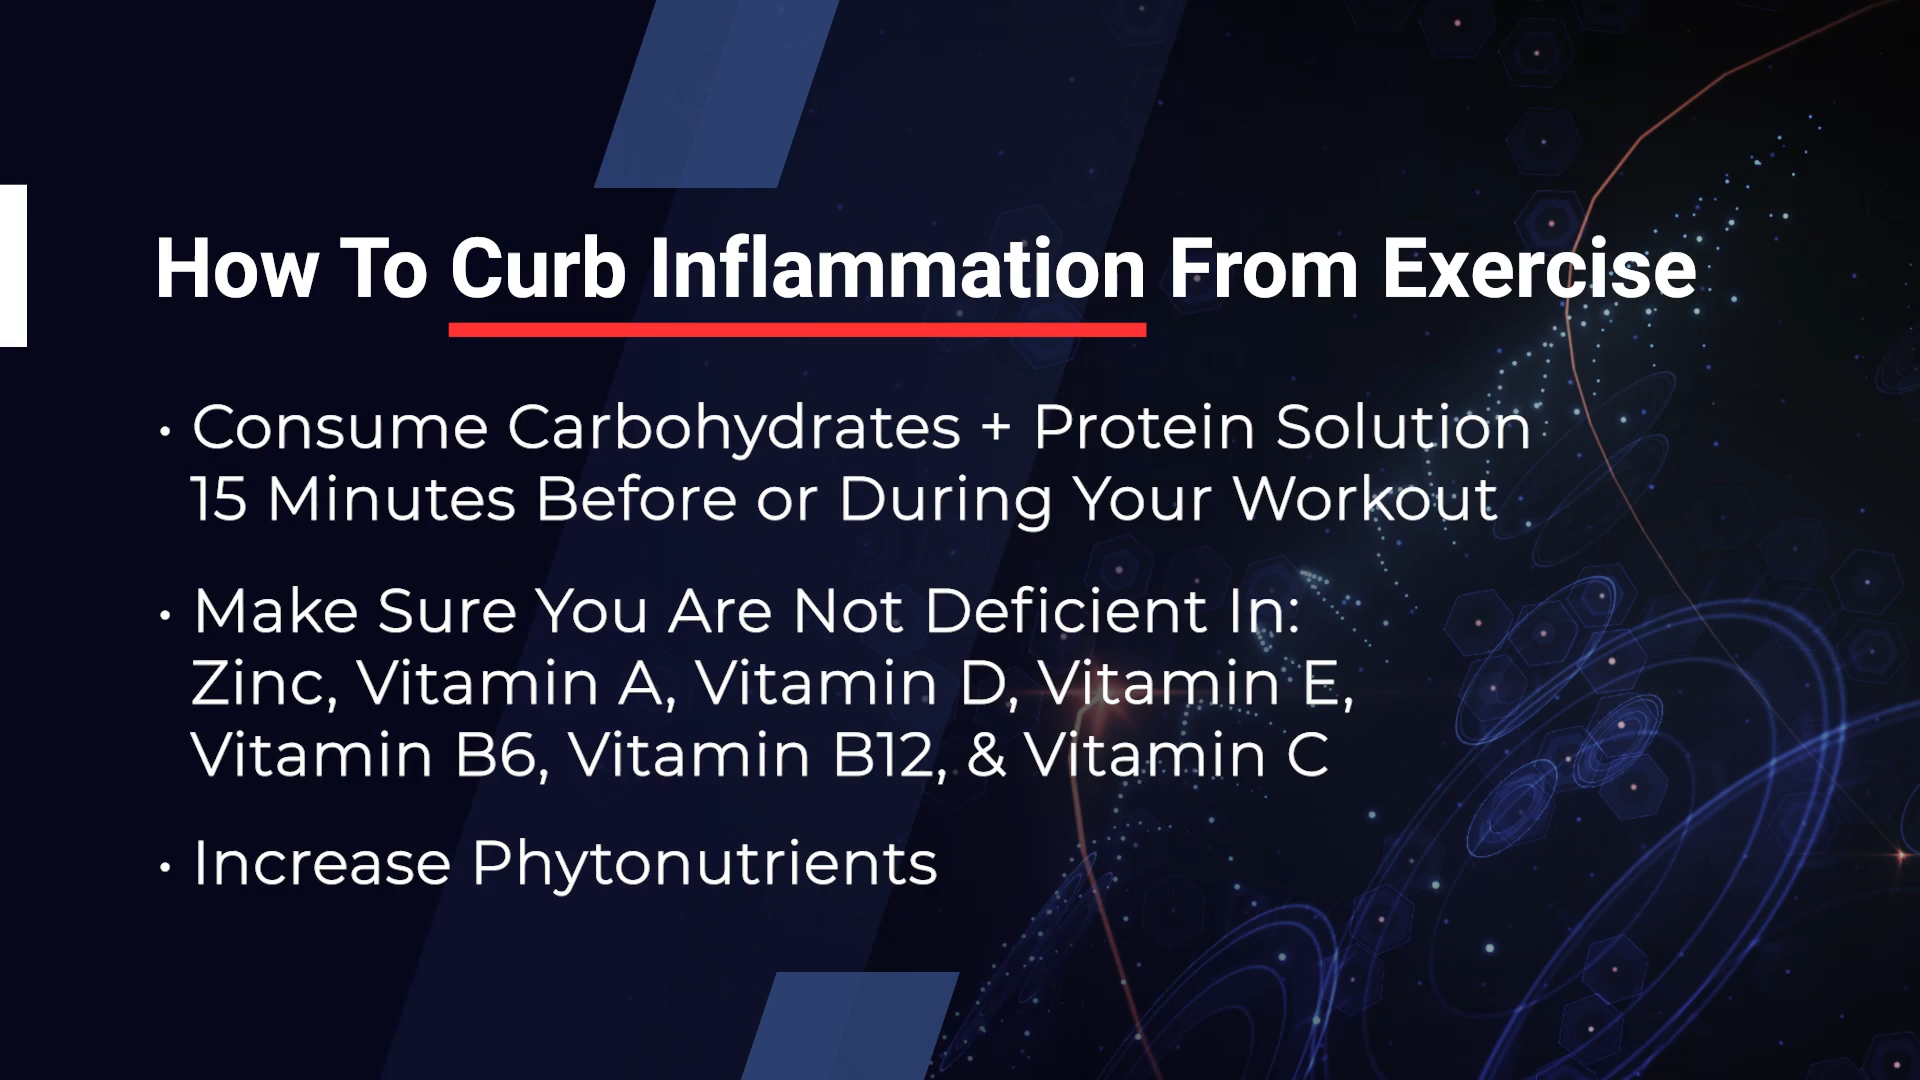 How To Curb Inflammation From Exercise
• Consume Carbohydrates + Protein Solution
15 Minutes Before or During Your Workout
• Make Sure You Are Not Deficient In:
Zinc, Vitamin A, Vitamin D, Vitamin E,
Vitamin B6, Vitamin B12, & Vitamin C
• Increase Phytonutrients